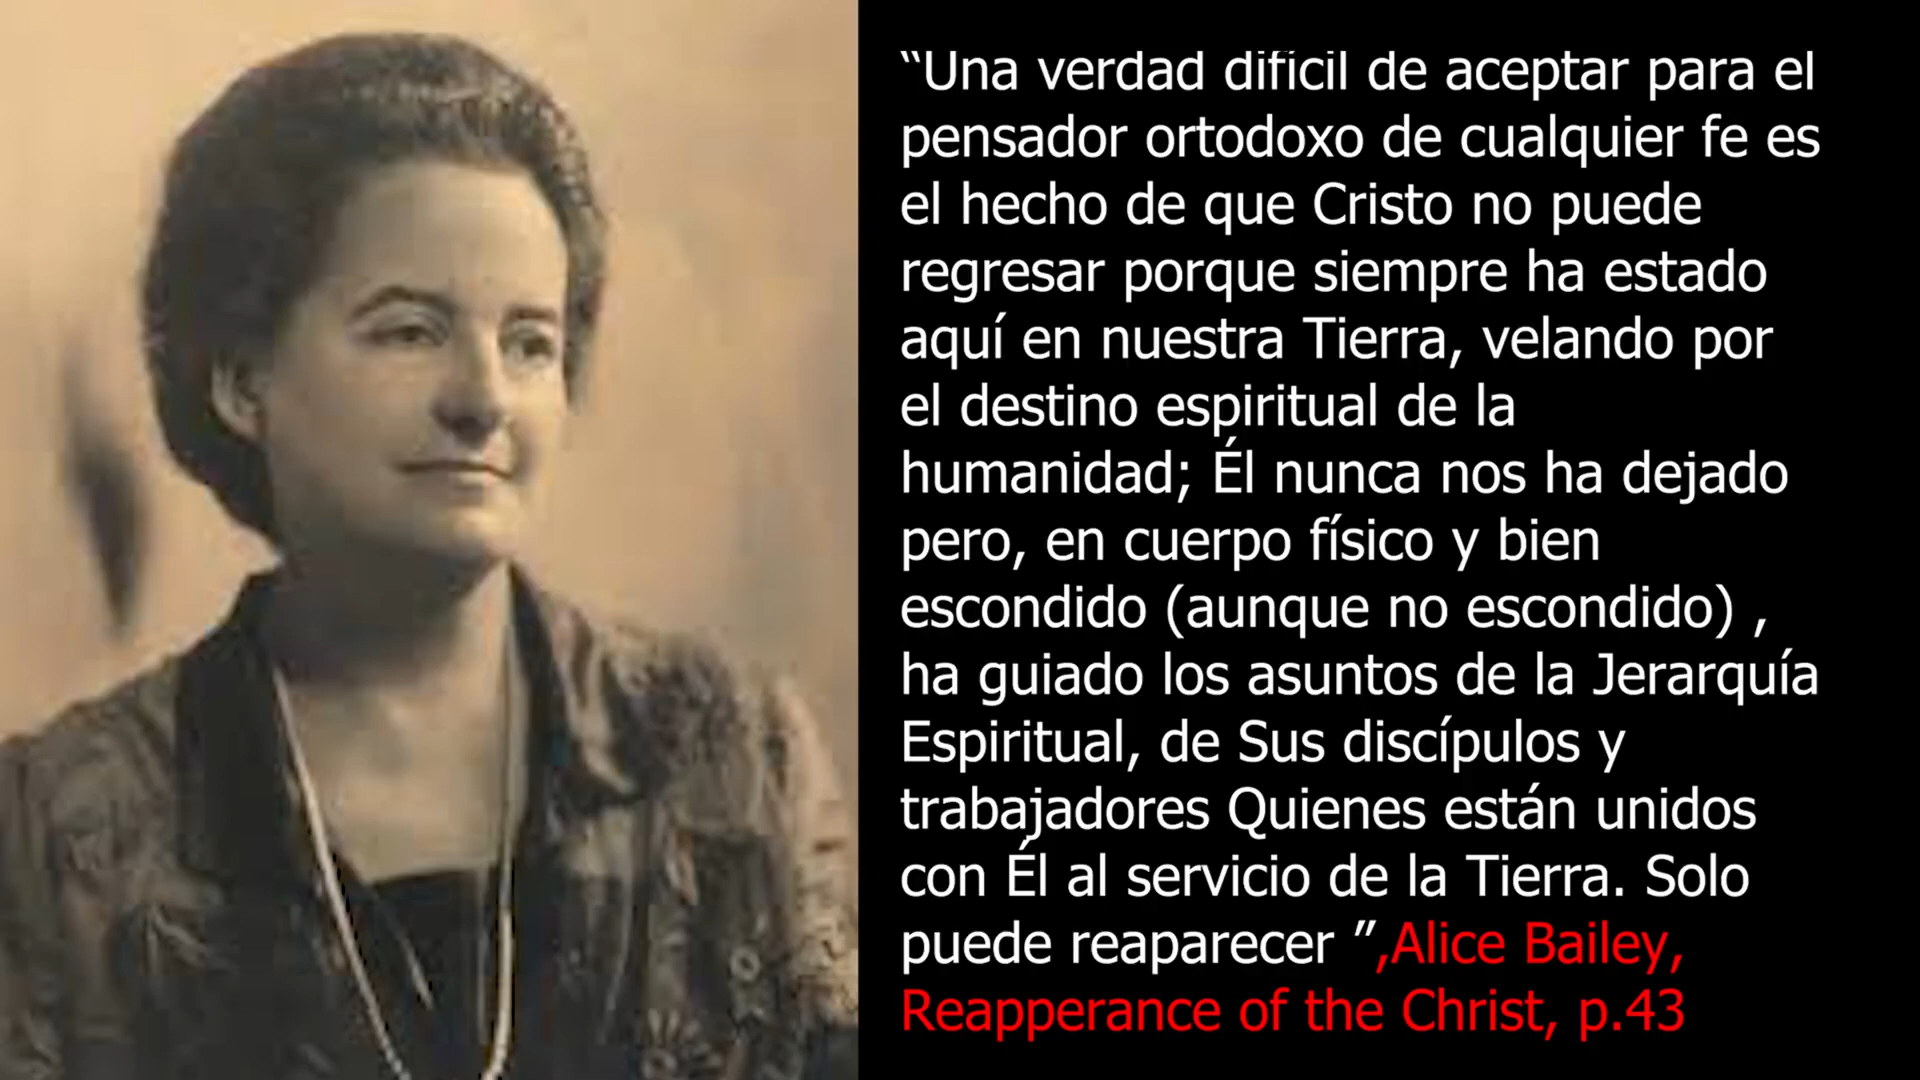 “Una verdad difícil de aceptar para el
pensador ortodoxo de cualquier fe es
el hecho de que Cristo no puede
regresar porque siempre ha estado
aquí en nuestra Tierra, velando por
el destino espiritual de la
humanidad; Él nunca nos ha dejado
pero, en cuerpo físico y bien
escondido (aunque no escondido) ,
ha guiado los asuntos de la Jerarquía
Espiritual, de Sus discípulos y
trabajadores Quienes están unidos
con Él al servicio de la Tierra. Solo
puede reaparecer ”,Alice Bailey,
Reapperance of the Christ, p.43